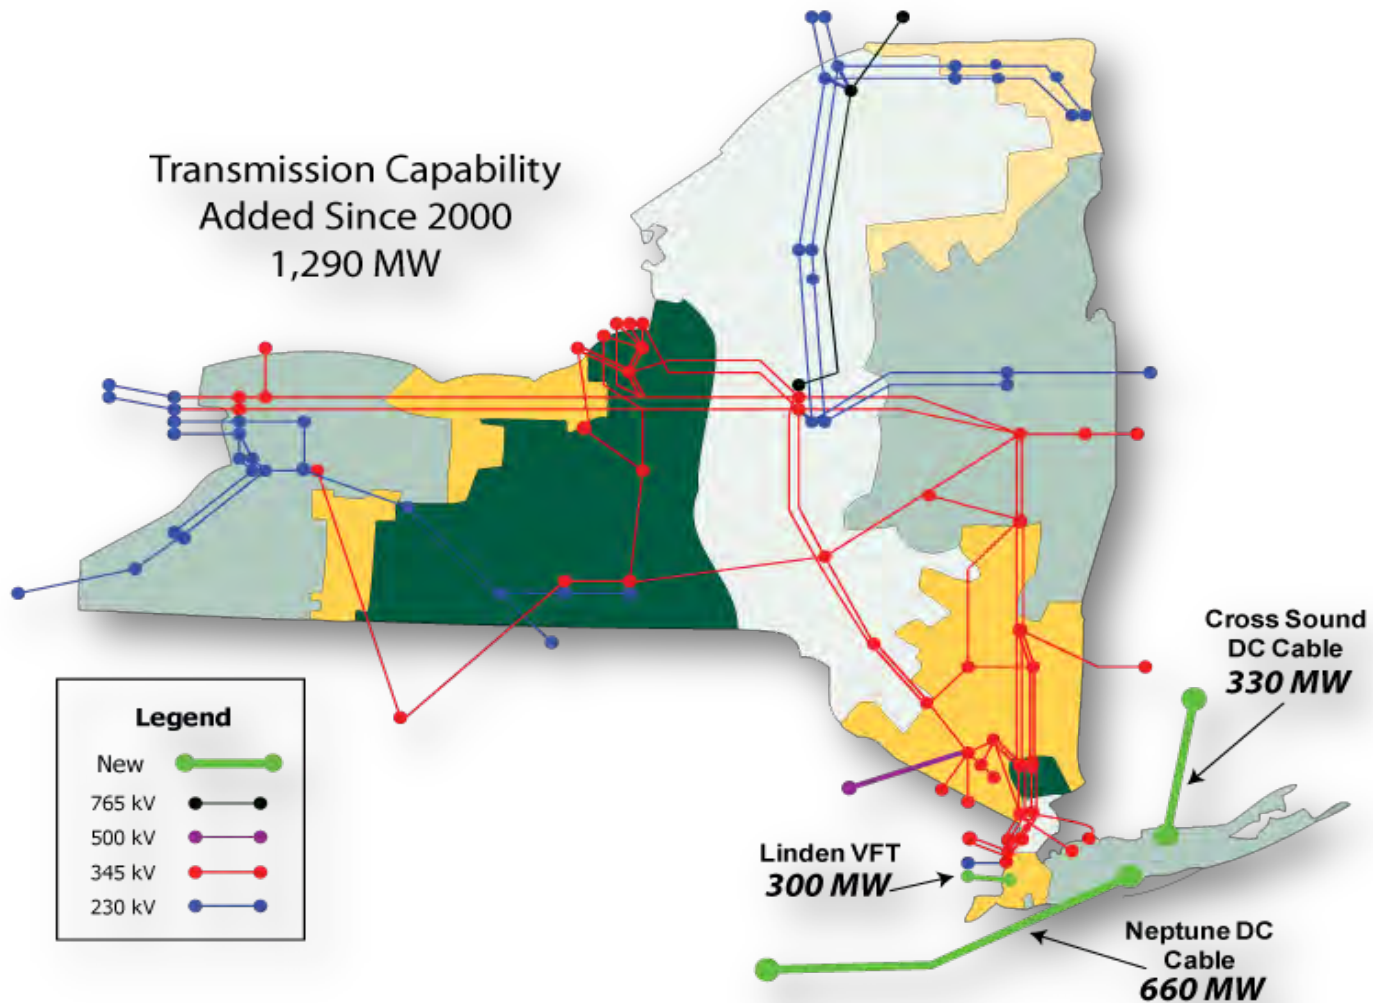 Transmission Capability
Added Since 2000
1,290 MW
Cross Sound
DC Cable
330 MW
Legend
New
765 kV
500 kV
345 kV
230 kV
Linden VFT
300 MW
Neptune DC
Cable
660 MW